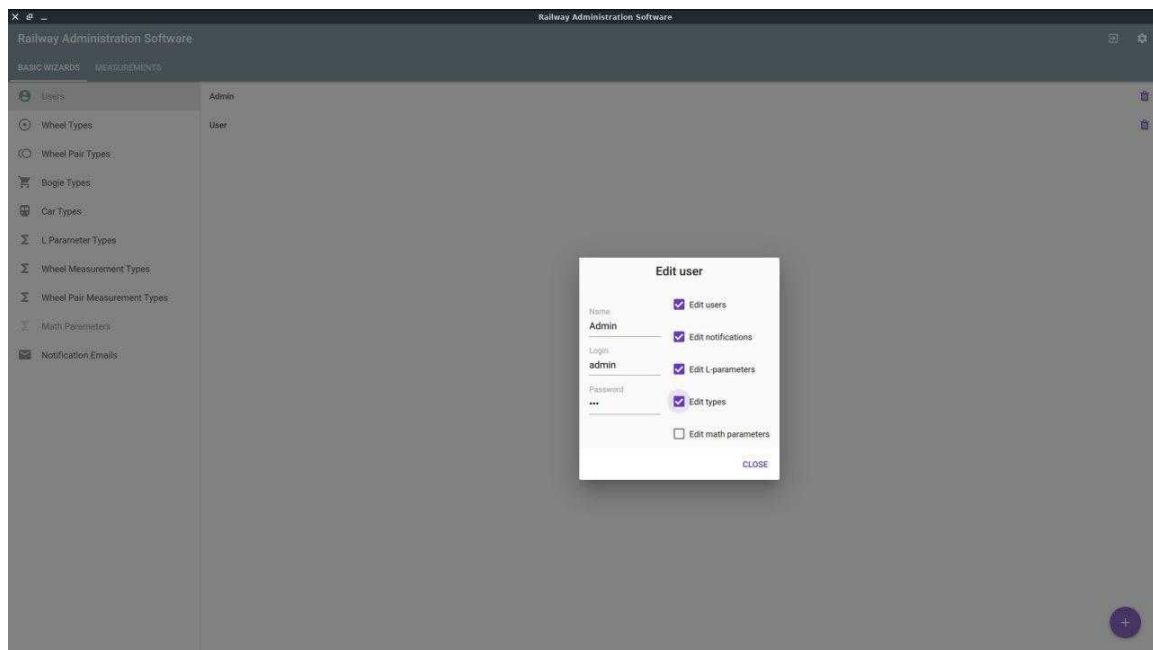 Railway Administration Software
Railway Administration Software
BASIC WIZARDS MEASUREMENTS
Users
Admin
Wheel Types
User
Wheel Pair Types
Bogie Types
Car Types
L Parameter Types
Wheel Measurement Types
Wheel Pair Measurement Types
Math Parameters
Notification Emails
Edit user
Name
Admin
Login
admin
Password
•••
Edit users
Edit notifications
Edit L-parameters
Edit types
Edit math parameters
CLOSE